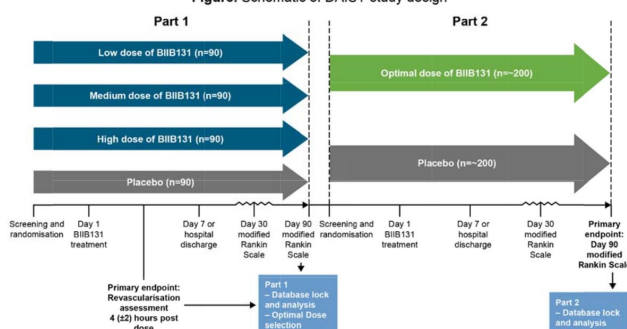 Figure. Schematic of DAIS I study design
Part 1
Part 2
Low dose of BIIB131 (n=90)
Medium dose of BIIB131 (n=90)
High dose of BIIB131 (n=90)
Placebo (n=90)
Optimal dose of BIIB131 (n=~200)
Placebo (n=~200)
Screening and
randomisation
Day 1
BIIB131
treatment
Day 7 or
hospital
discharge
Day 30
modified
Rankin
Scale
Day 90
modified
Rankin
Scale
Screening and
randomisation
Day 1
BIIB131
treatment
Day 7 or
hospital
discharge
Day 30
modified
Rankin
Scale
Primary
endpoint:
Day 90
modified
Rankin Scale
Primary endpoint:
Revascularisation
assessment
4 (±2) hours post
dose
Part 1
– Database lock
and analysis
– Optimal Dose
selection
Part 2
– Database lock
and analysis